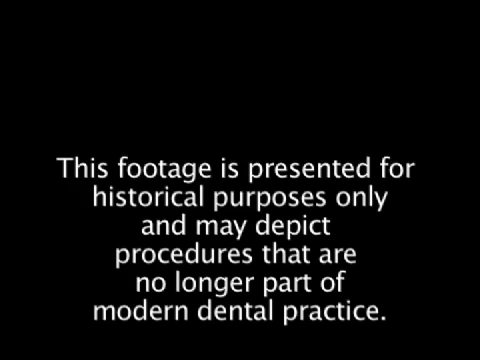 This footage is presented for
historical purposes only
and may depict
procedures that are
no longer part of
modern dental practice.